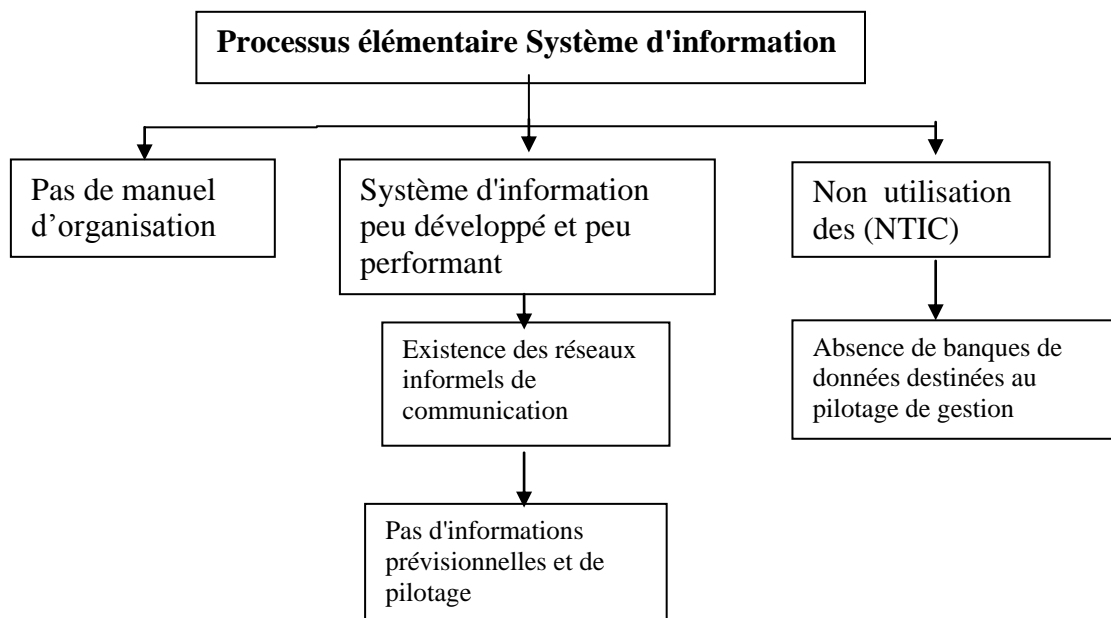 Processus élémentaire Système d'information
Pas de manuel
d’organisation
Système d'information
peu développé et peu
performant
Non utilisation
des (NTIC)
Existence des réseaux
informels de
communication
Absence de banques de
données destinées au
pilotage de gestion
Pas d'informations
prévisionnelles et de
pilotage